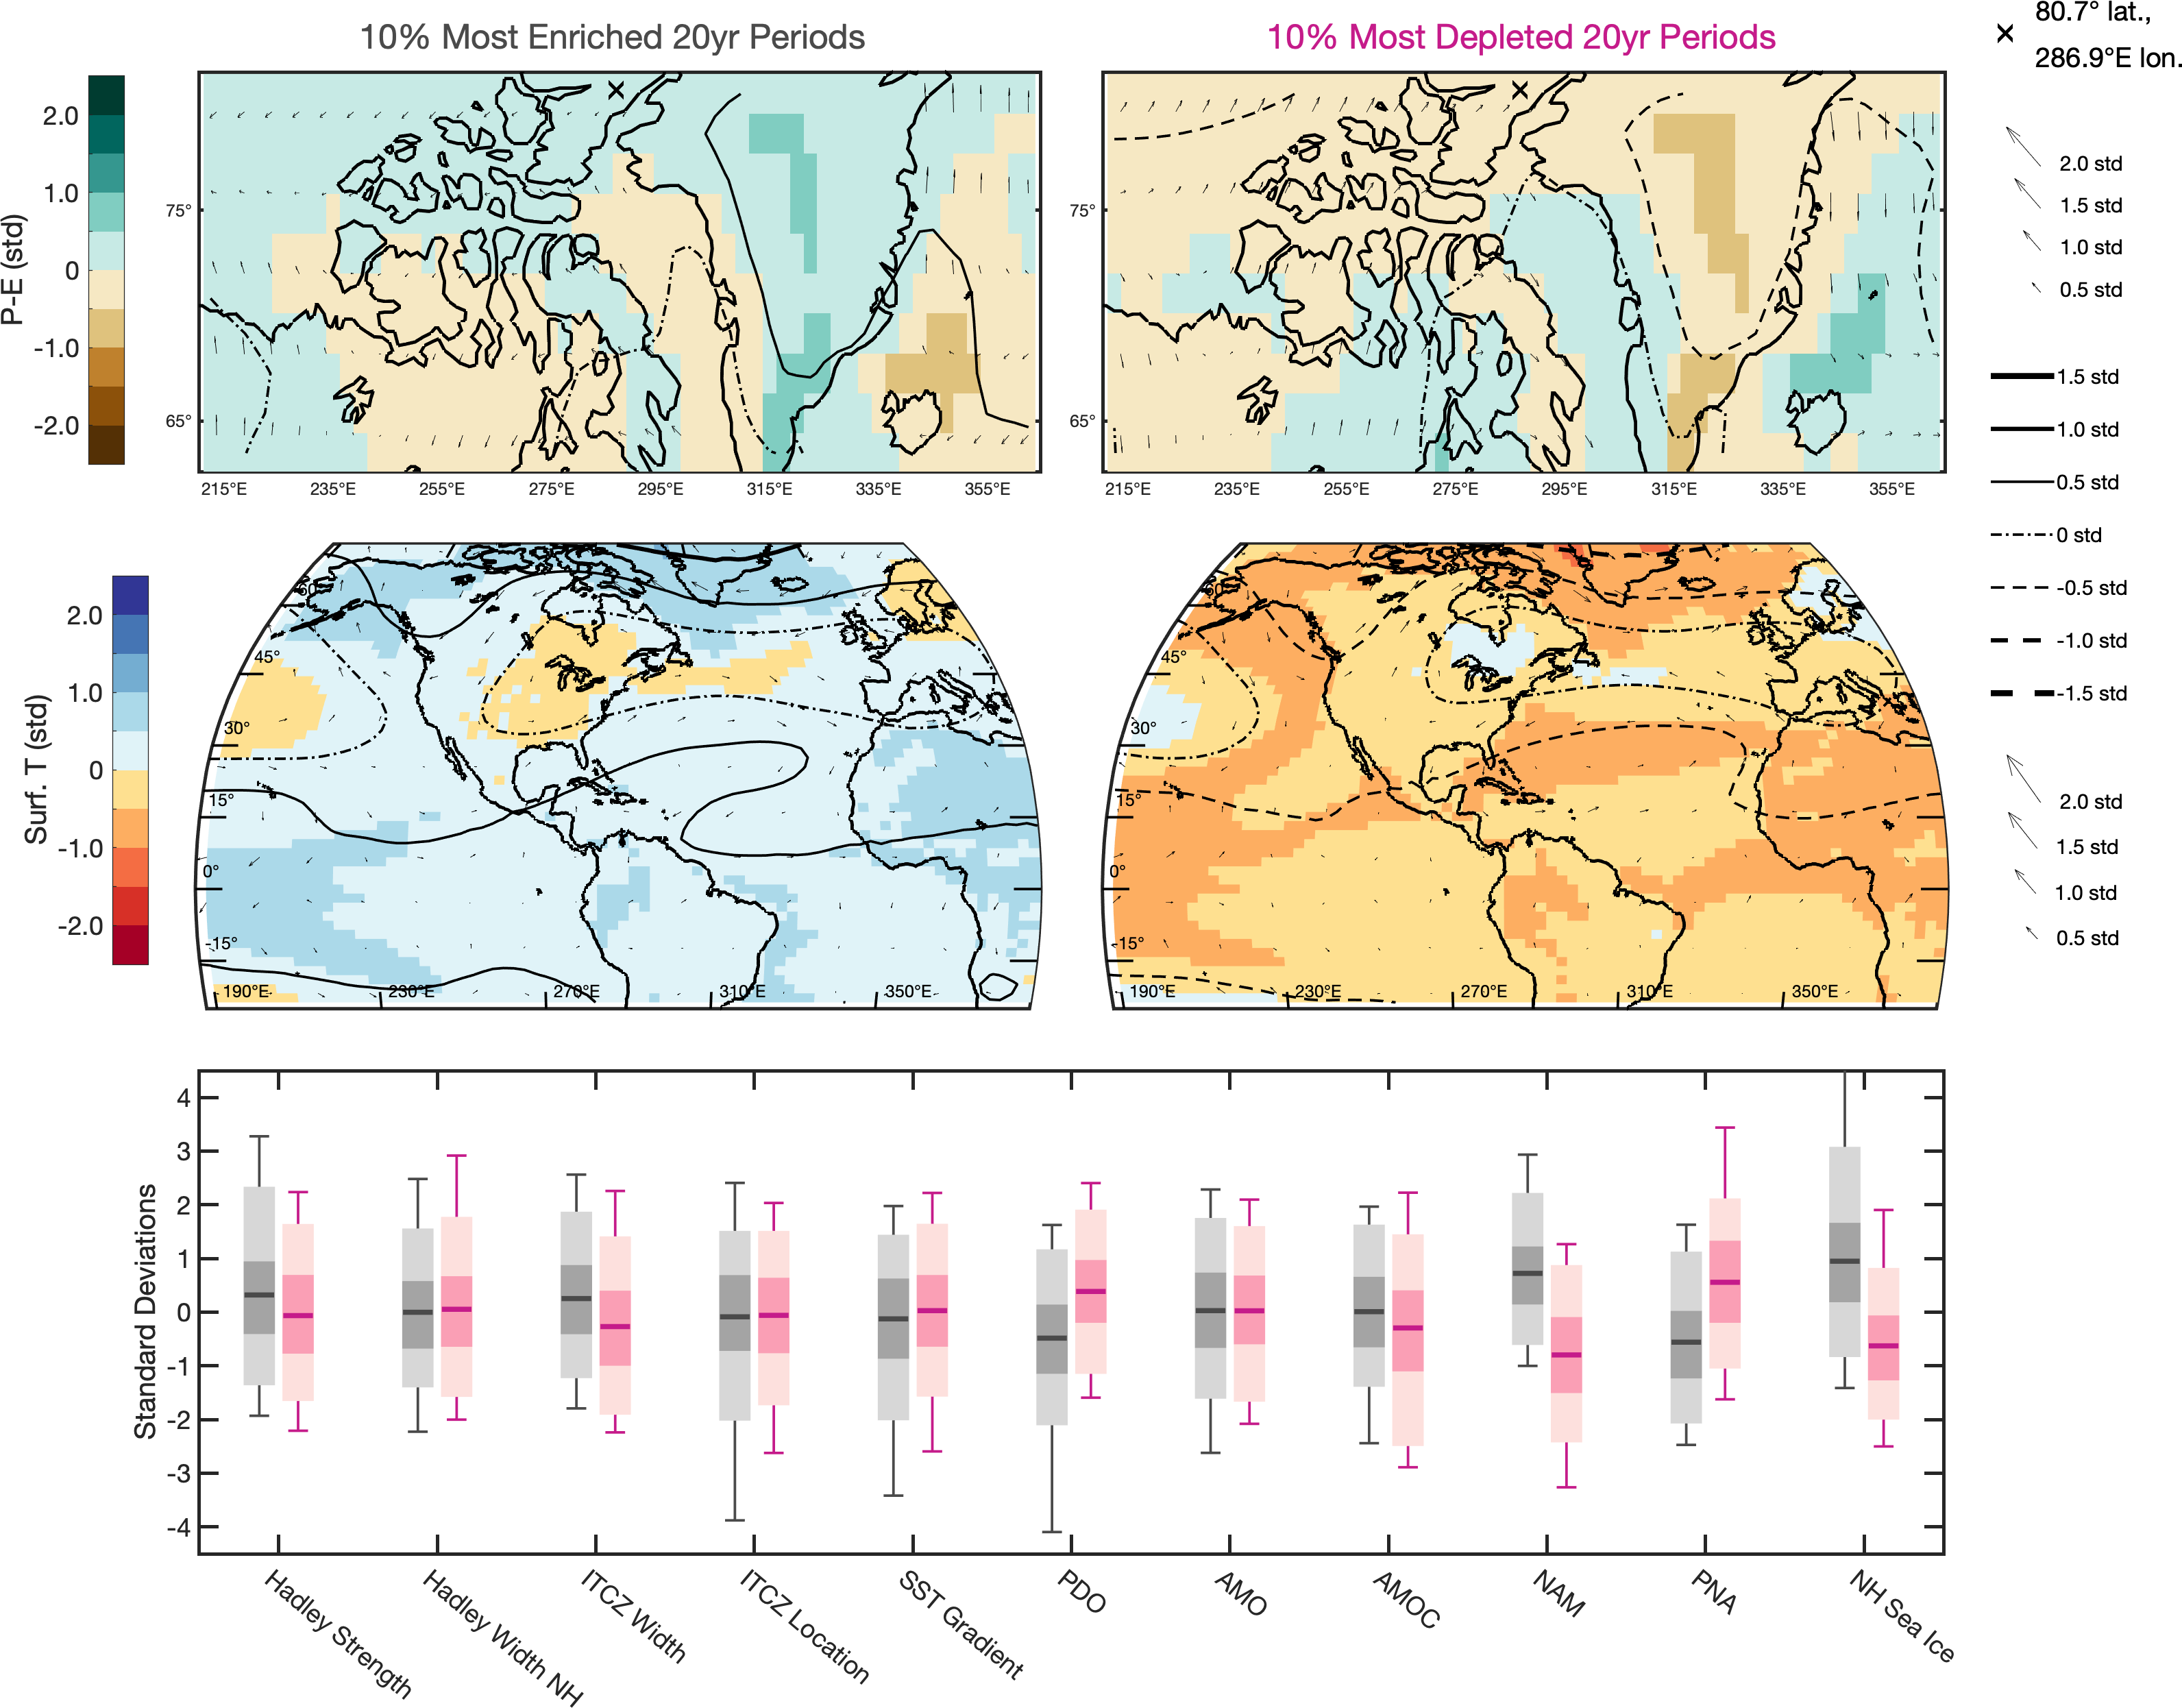 10% Most Enriched 20yr Periods
10% Most Depleted 20yr Periods
80.7° lat.,
286.9°E lon.
P-E (std)
2.0
1.0
0
-1.0
-2.0
75°
65°
215°E 235°E 255°E 275°E 295°E 315°E 335°E 355°E
75°
65°
215°E 235°E 255°E 275°E 295°E 315°E 335°E 355°E
2.0 std
1.5 std
1.0 std
0.5 std
1.5 std
1.0 std
0.5 std
0 std
-0.5 std
-1.0 std
-1.5 std
Surf. T (std)
2.0
1.0
0
-1.0
-2.0
60°
45°
30°
15°
0°
-15°
190°E 230°E 270°E 310°E 350°E
60°
45°
30°
15°
0°
-15°
190°E 230°E 270°E 310°E 350°E
2.0 std
1.5 std
1.0 std
0.5 std
Standard Deviations
4
3
2
1
0
-1
-2
-3
-4
Hadley Strength
Hadley Width NH
ITCZ Width
ITCZ Location
SST Gradient
PDO
AMO
AMOC
NAM
PNA
NH Sea Ice